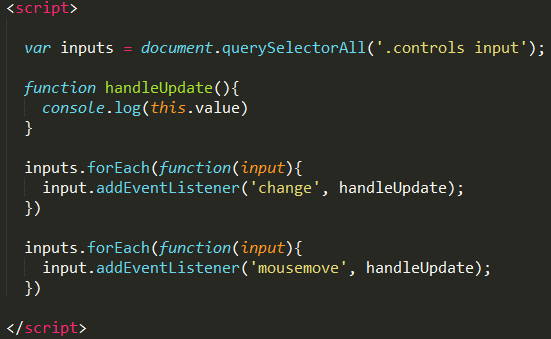 <script>
var inputs = document.querySelectorAll('.controls input');
function handleUpdate(){
console.log(this.value)
}
inputs.forEach(function(input){
input.addEventListener('change', handleUpdate);
})
inputs.forEach(function(input){
input.addEventListener('mousemove', handleUpdate);
})
</script>